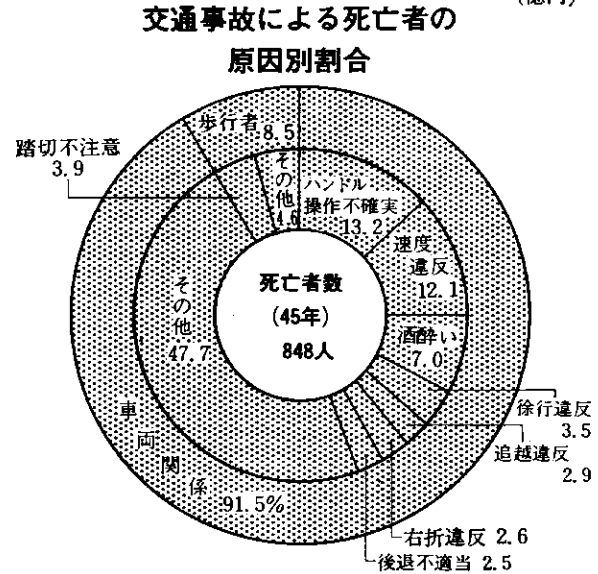 (億円)
交通事故による死亡者の
原因別割合
歩行者
8.5
踏切不注意
3.9
その他
4.6
ハンドル
操作不確実
13.2
速度
違反
12.1
酒酔い
7.0
徐行違反
3.5
追越違反
2.9
右折違反 2.6
後退不適当 2.5
その他
47.7
車両関係
91.5%
死亡者数
(45年)
848人